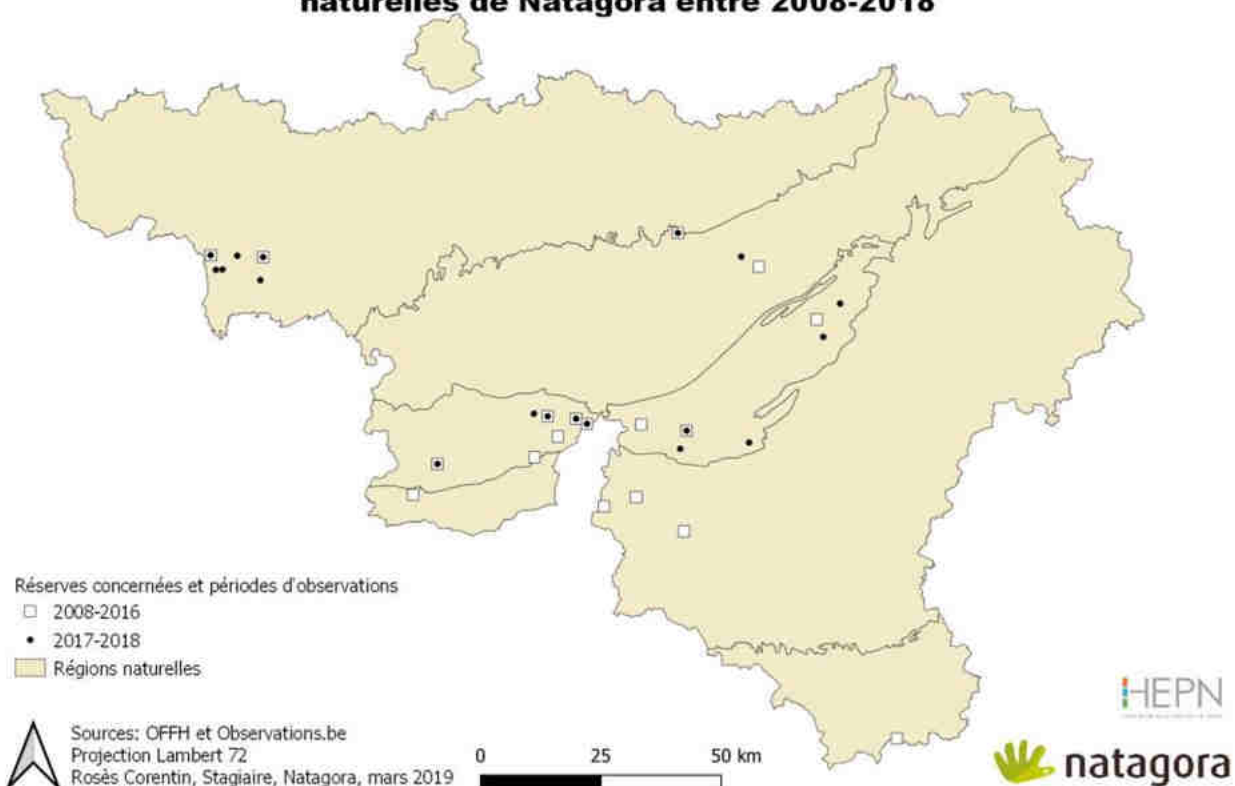 naturelles de Natagora entre 2008-2018
Réserves concernées et périodes d'observations
2008-2016
2017-2018
Régions naturelles
Sources: OFFH et Observations.be
Projection Lambert 72
Rosès Corentin, Stagiaire, Natagora, mars 2019
0 25 50 km
HEPN
natagora